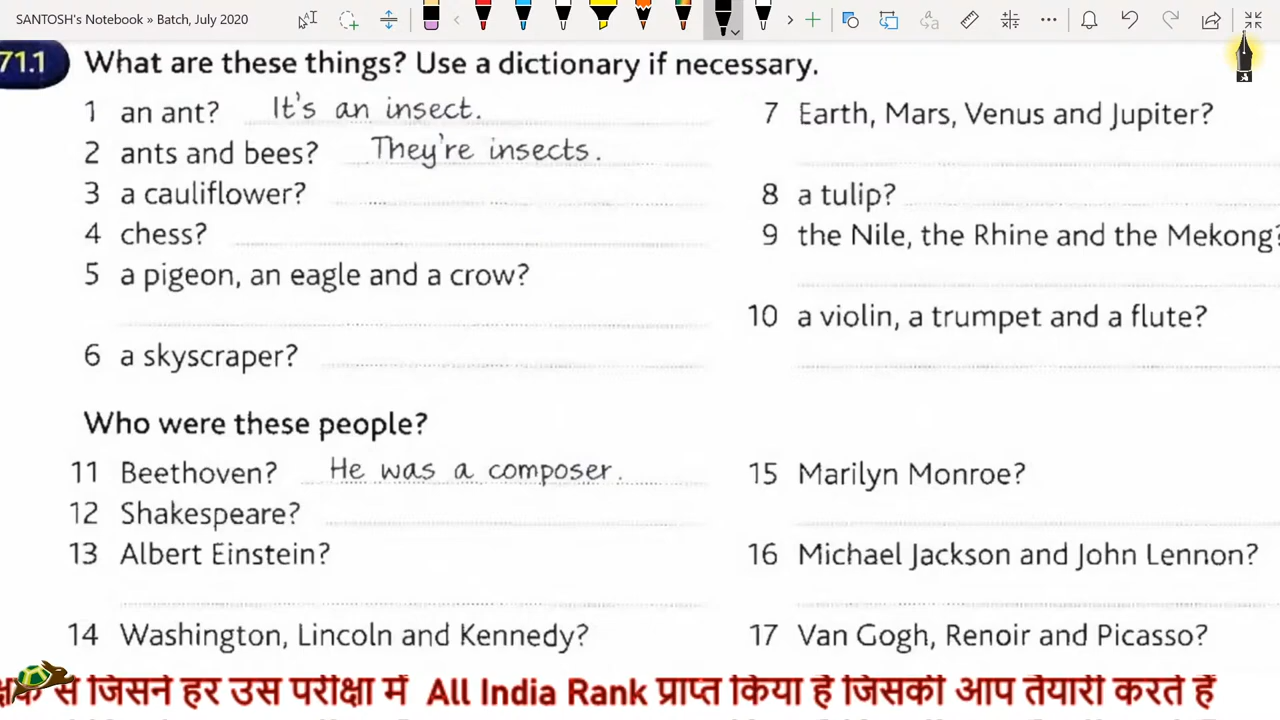 SANTOSH's Notebook » Batch, July 2020
71.1 What are these things? Use a dictionary if necessary.
1 an ant? It's an insect.
2 ants and bees? They're insects.
3 a cauliflower?
4 chess?
5 a pigeon, an eagle and a crow?
6 a skyscraper?
7 Earth, Mars, Venus and Jupiter?
8 a tulip?
9 the Nile, the Rhine and the Mekong?
10 a violin, a trumpet and a flute?
Who were these people?
11 Beethoven? He was a composer.
12 Shakespeare?
13 Albert Einstein?
14 Washington, Lincoln and Kennedy?
15 Marilyn Monroe?
16 Michael Jackson and John Lennon?
17 Van Gogh, Renoir and Picasso?
से जिसने हर उस परीक्षा में All India Rank प्राप्त किया है जिसकी आप तैयारी करते हैं